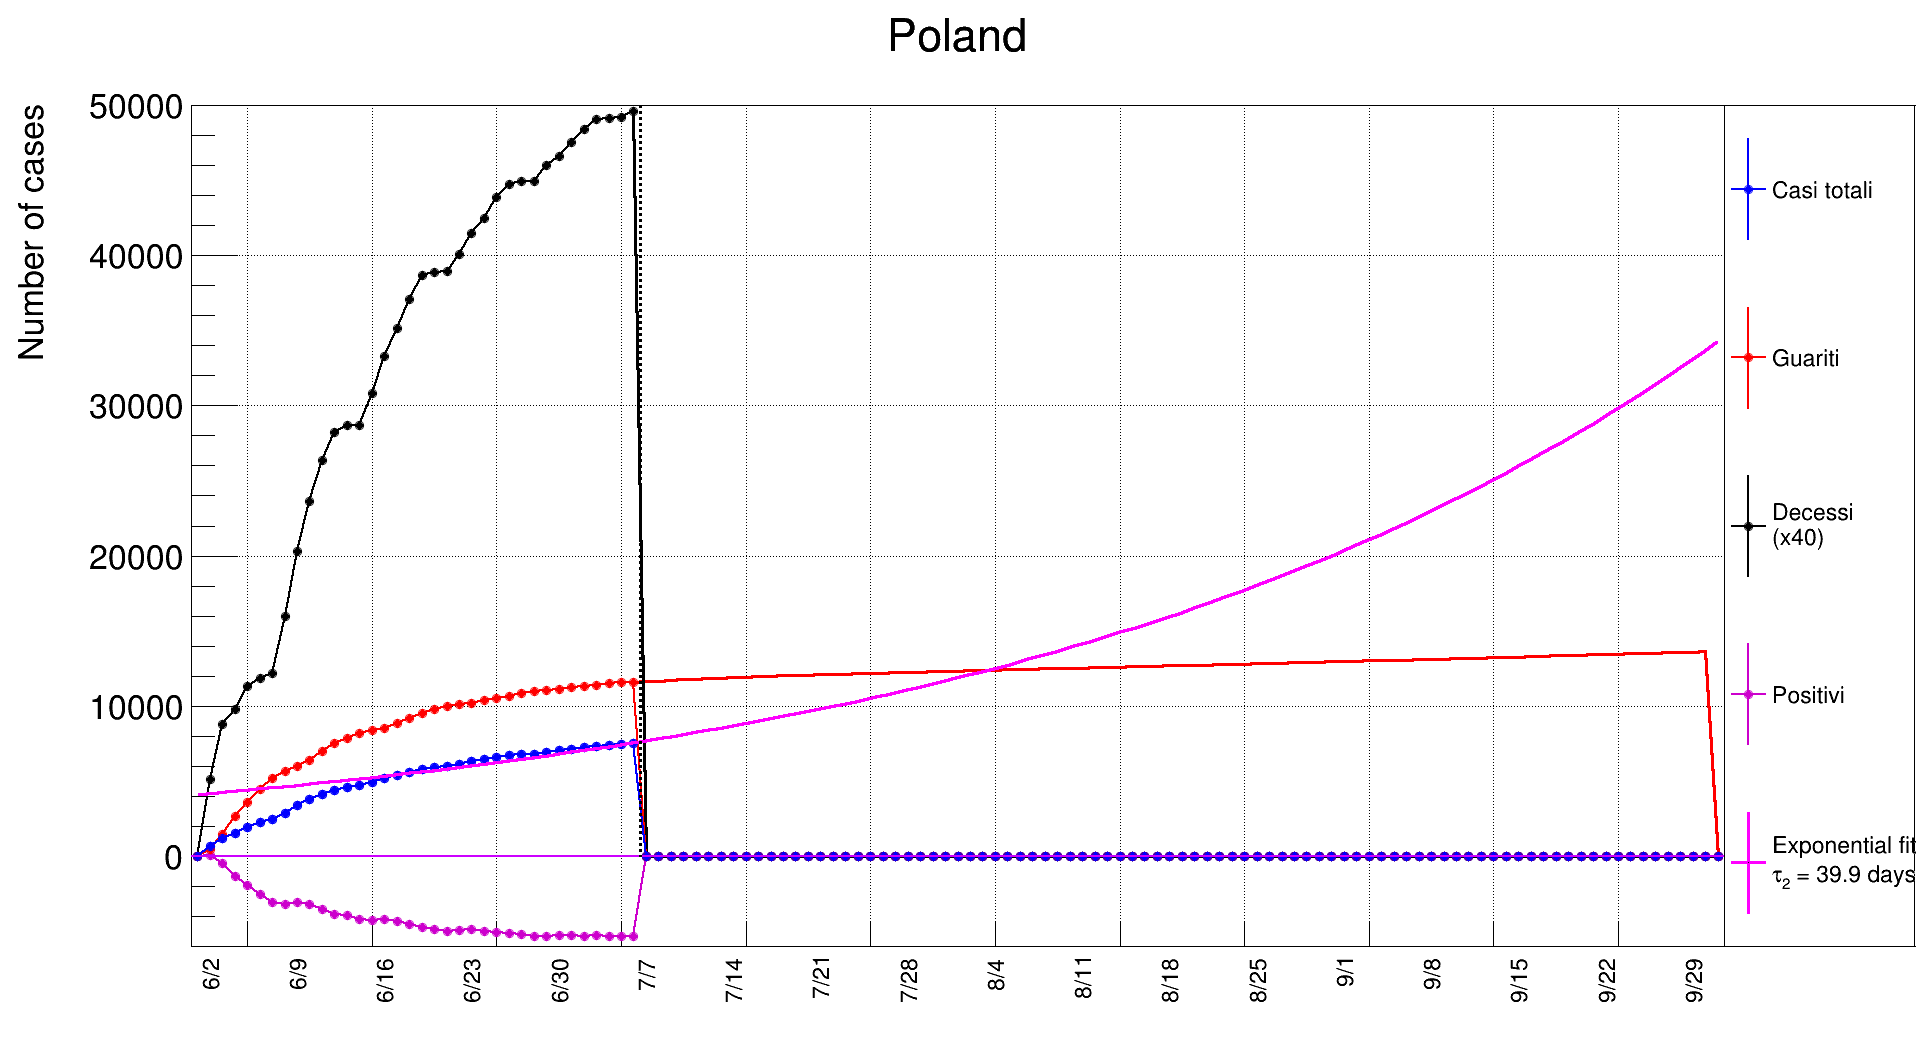 Poland
Number of cases
50000
40000
30000
20000
10000
0
6/2 6/9 6/16 6/23 6/30 7/7 7/14 7/21 7/28 8/4 8/11 8/18 8/25 9/1 9/8 9/15 9/22 9/29
Casi totali
Guariti
Decessi
(x40)
Positivi
Exponential fit
τ₂ = 39.9 days